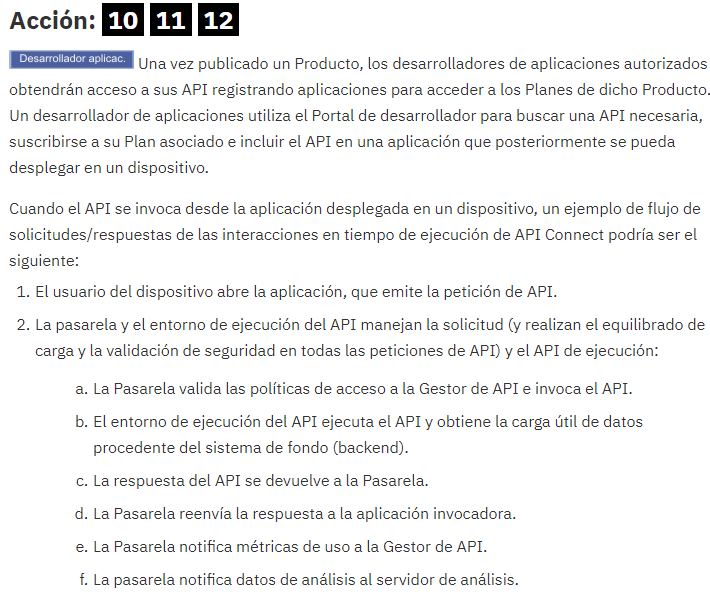 Acción: 10 11 12
Desarrollador aplicac. Una vez publicado un Producto, los desarrolladores de aplicaciones autorizados
obtendrán acceso a sus API registrando aplicaciones para acceder a los Planes de dicho Producto.
Un desarrollador de aplicaciones utiliza el Portal de desarrollador para buscar una API necesaria,
suscribirse a su Plan asociado e incluir el API en una aplicación que posteriormente se pueda
desplegar en un dispositivo.
Cuando el API se invoca desde la aplicación desplegada en un dispositivo, un ejemplo de flujo de
solicitudes/respuestas de las interacciones en tiempo de ejecución de API Connect podría ser el
siguiente:
1. El usuario del dispositivo abre la aplicación, que emite la petición de API.
2. La pasarela y el entorno de ejecución del API manejan la solicitud (y realizan el equilibrado de
carga y la validación de seguridad en todas las peticiones de API) y el API de ejecución:
a. La Pasarela valida las políticas de acceso a la Gestor de API e invoca el API.
b. El entorno de ejecución del API ejecuta el API y obtiene la carga útil de datos
procedente del sistema de fondo (backend).
c. La respuesta del API se devuelve a la Pasarela.
d. La Pasarela reenvía la respuesta a la aplicación invocadora.
e. La Pasarela notifica métricas de uso a la Gestor de API.
f. La pasarela notifica datos de análisis al servidor de análisis.